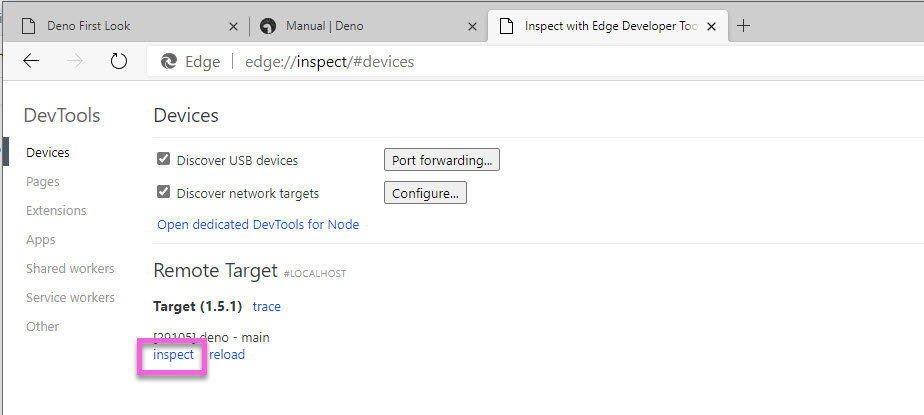 Deno First Look
Manual | Deno
Inspect with Edge Developer Too
Edge
edge://inspect/#devices
DevTools
Devices
Pages
Extensions
Apps
Shared workers
Service workers
Other
Devices
Discover USB devices
Port forwarding...
Discover network targets
Configure...
Open dedicated DevTools for Node
Remote Target #LOCALHOST
Target (1.5.1) trace
[29105] deno - main
inspect reload